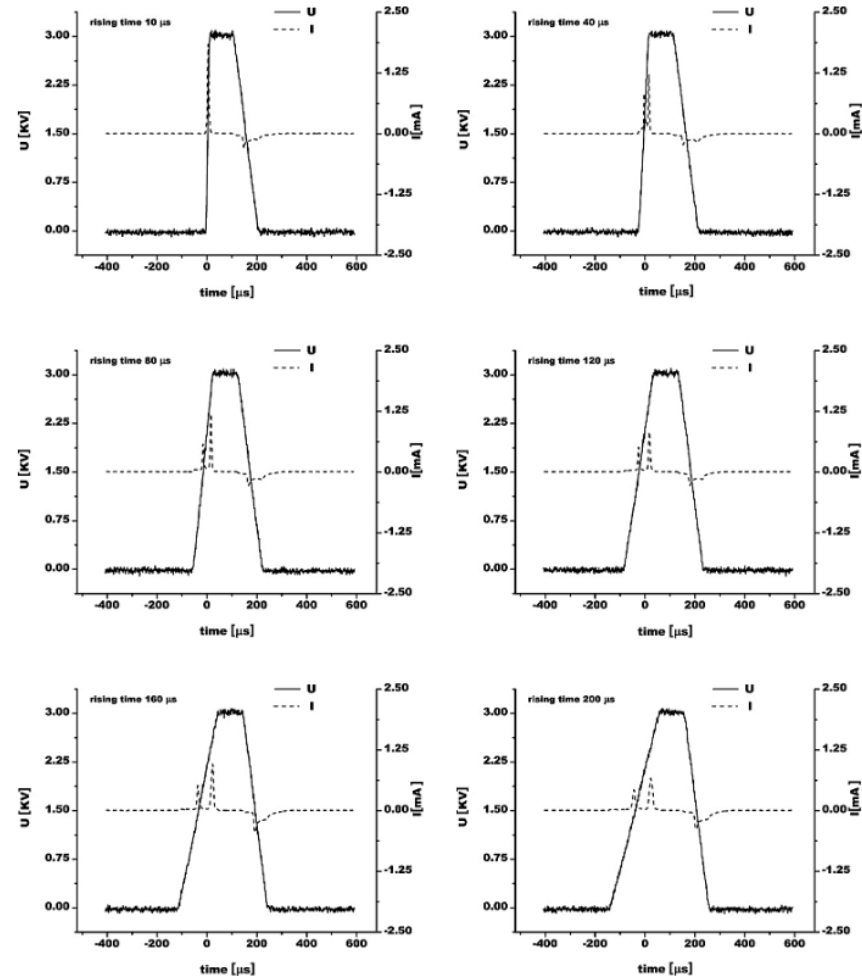 rising time 10 µs
U
I
U [KV]
3.00
2.25
1.50
0.75
0.00
2.50
1.25
0.00
-1.25
-2.50
I[mA]
-400 -200 0 200 400 600
time [µs]
rising time 40 µs
U
I
U [KV]
3.00
2.25
1.50
0.75
0.00
2.50
1.25
0.00
-1.25
-2.50
I[mA]
-400 -200 0 200 400 600
time [µs]
rising time 80 µs
U
I
U [KV]
3.00
2.25
1.50
0.75
0.00
2.50
1.25
0.00
-1.25
-2.50
I[mA]
-400 -200 0 200 400 600
time [µs]
rising time 120 µs
U
I
U [KV]
3.00
2.25
1.50
0.75
0.00
2.50
1.25
0.00
-1.25
-2.50
I[mA]
-400 -200 0 200 400 600
time [µs]
rising time 160 µs
U
I
U [KV]
3.00
2.25
1.50
0.75
0.00
2.50
1.25
0.00
-1.25
-2.50
I[mA]
-400 -200 0 200 400 600
time [µs]
rising time 200 µs
U
I
U [KV]
3.00
2.25
1.50
0.75
0.00
2.50
1.25
0.00
-1.25
-2.50
I[mA]
-400 -200 0 200 400 600
time [µs]